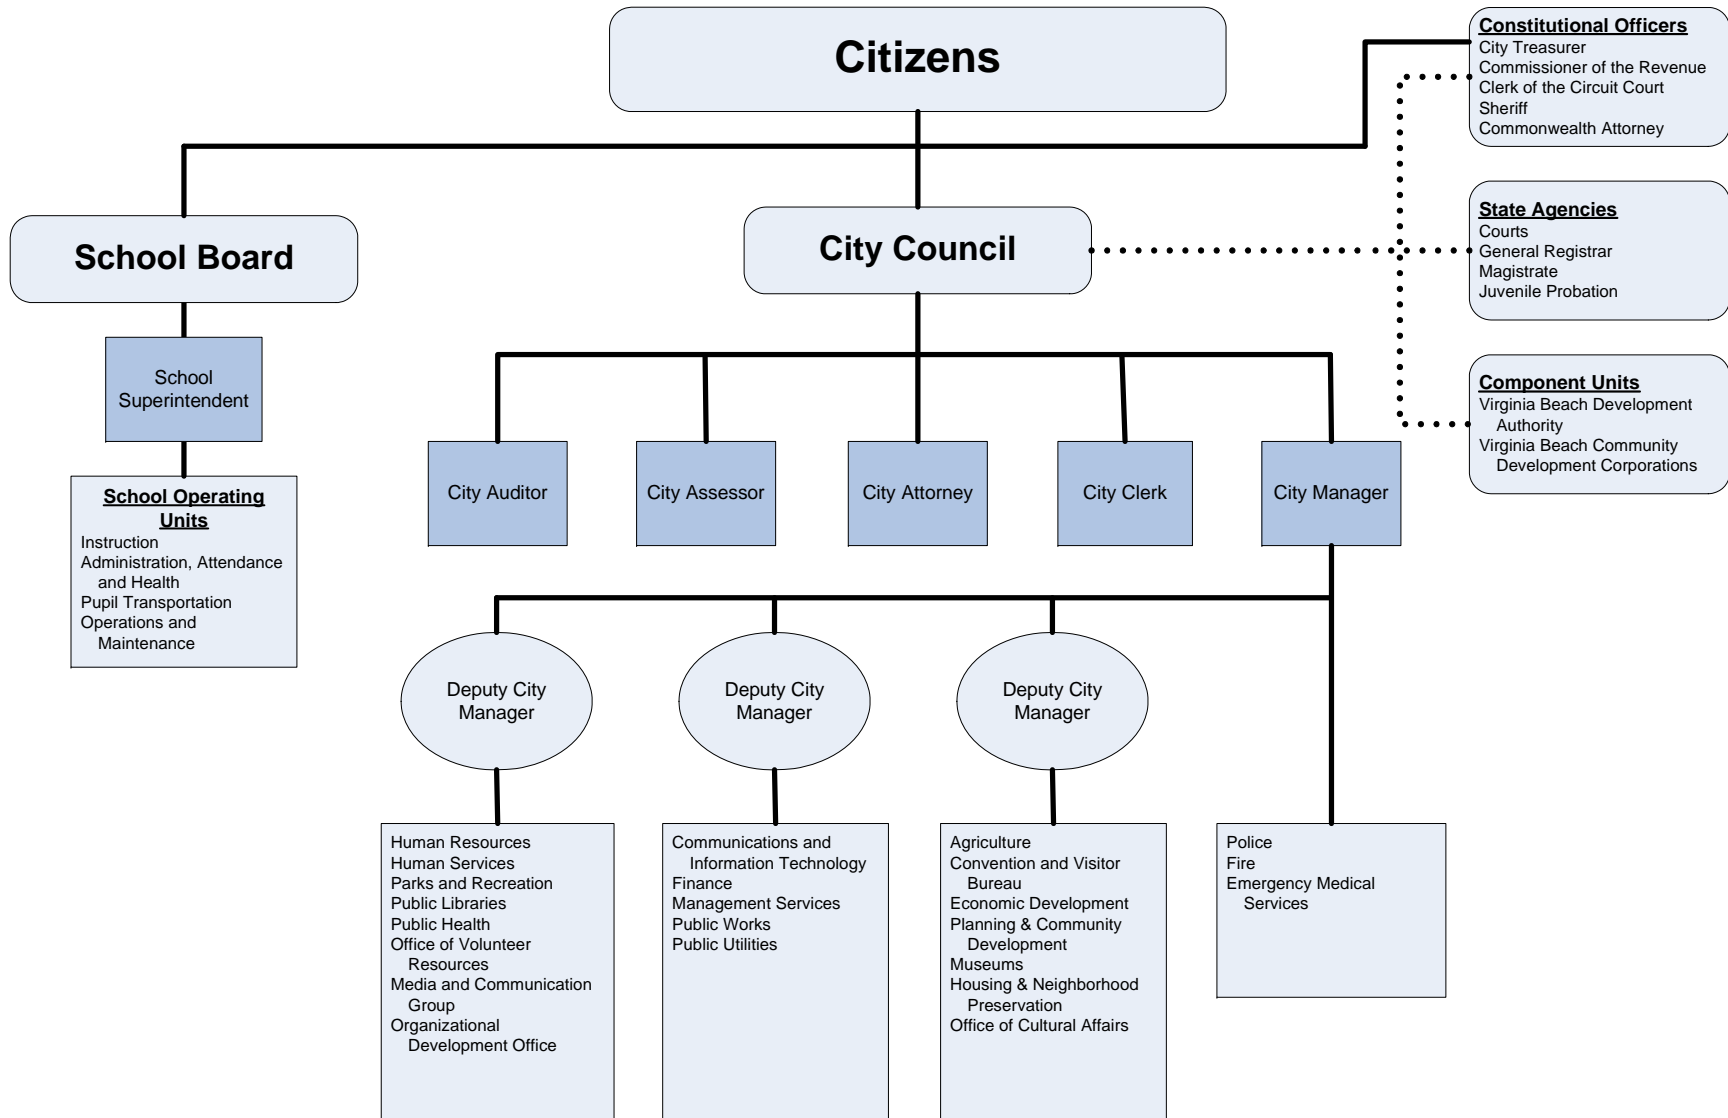 Citizens
Constitutional Officers
City Treasurer
Commissioner of the Revenue
Clerk of the Circuit Court
Sheriff
Commonwealth Attorney
School Board
City Council
State Agencies
Courts
General Registrar
Magistrate
Juvenile Probation
School
Superintendent
Component Units
Virginia Beach Development
Authority
Virginia Beach Community
Development Corporations
School Operating
Units
Instruction
Administration, Attendance
and Health
Pupil Transportation
Operations and
Maintenance
City Auditor
City Assessor
City Attorney
City Clerk
City Manager
Deputy City
Manager
Deputy City
Manager
Deputy City
Manager
Human Resources
Human Services
Parks and Recreation
Public Libraries
Public Health
Office of Volunteer
Resources
Media and Communication
Group
Organizational
Development Office
Communications and
Information Technology
Finance
Management Services
Public Works
Public Utilities
Agriculture
Convention and Visitor
Bureau
Economic Development
Planning & Community
Development
Museums
Housing & Neighborhood
Preservation
Office of Cultural Affairs
Police
Fire
Emergency Medical
Services